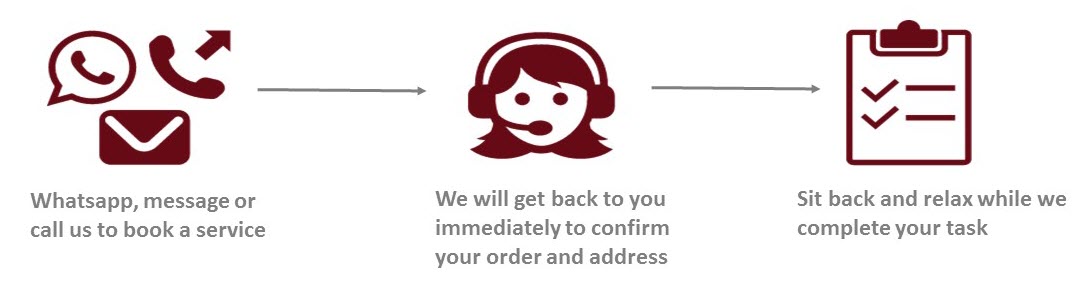 Whatsapp, message or
call us to book a service
We will get back to you
immediately to confirm
your order and address
Sit back and relax while we
complete your task